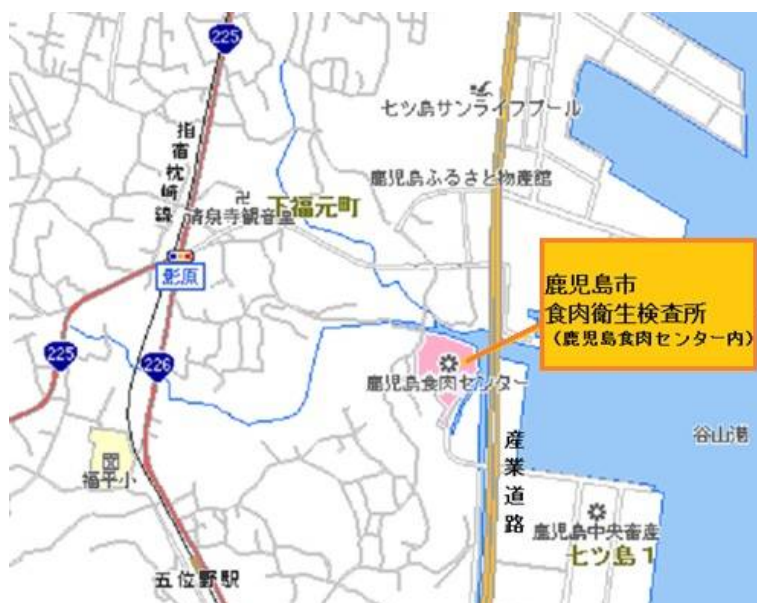 225
七ツ島サンライフプール
指宿枕崎線
鹿児島ふるさと物産館
下福元町
清泉寺観音堂
影原
鹿児島市
食肉衛生検査所
(鹿児島食肉センター内)
225
226
鹿児島食肉センター
産業道路
谷山港
福平小
鹿児島中央畜産
七ツ島1
五位野駅